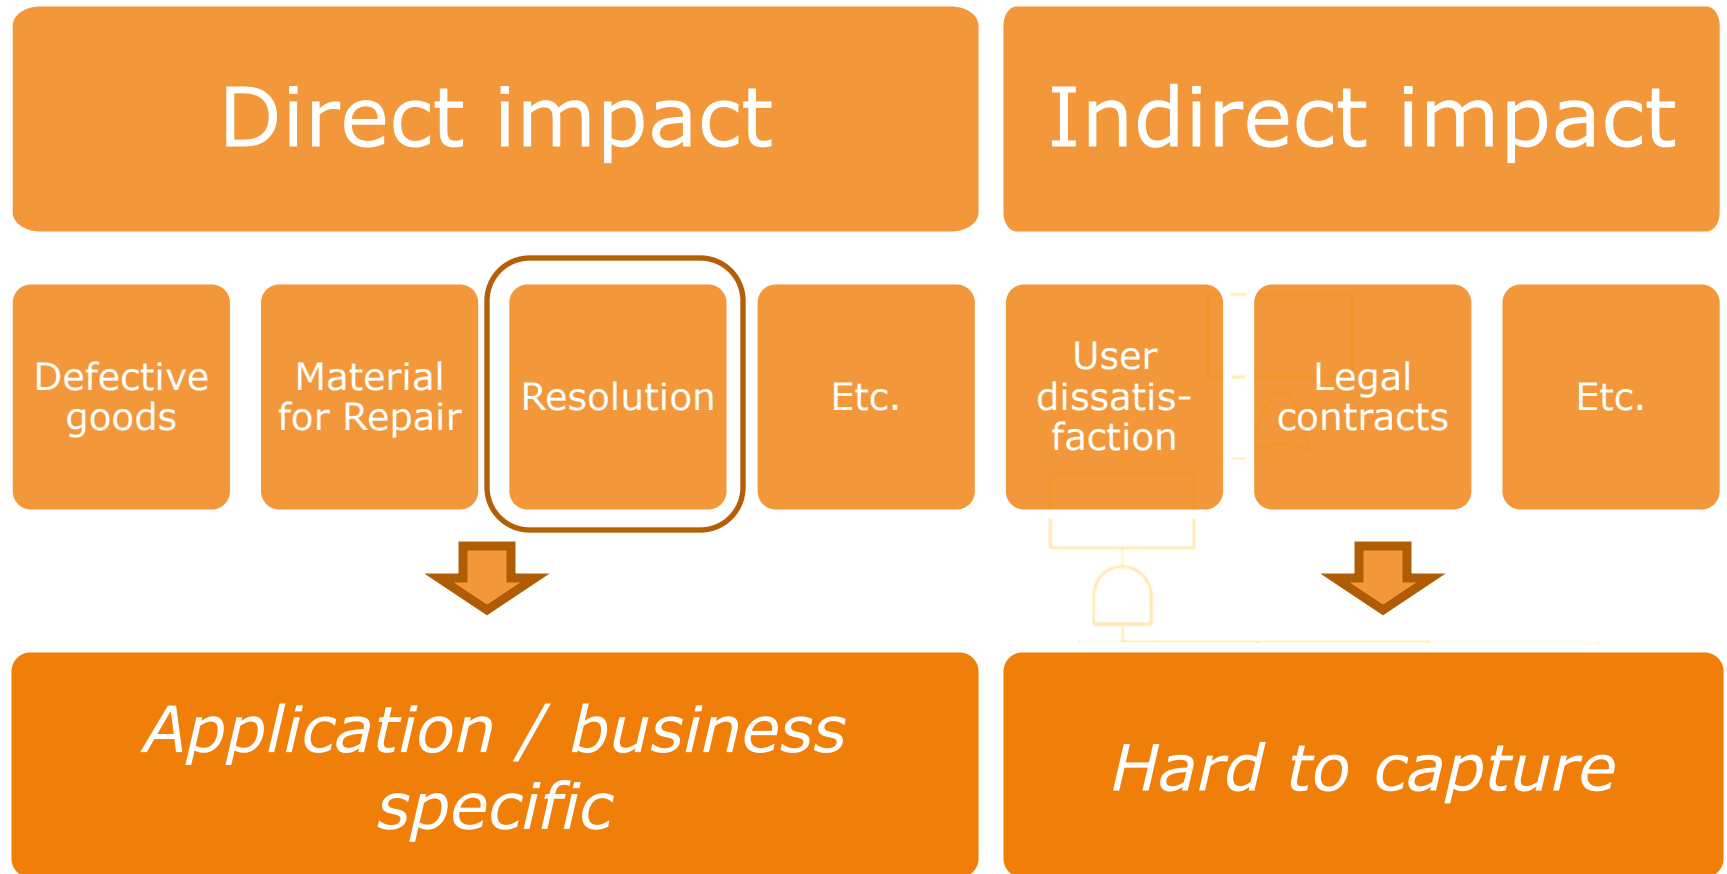 Direct impact
Indirect impact
Defective
goods
Material
for Repair
Resolution
Etc.
User
dissatis-
faction
Legal
contracts
Etc.
Application / business
specific
Hard to capture